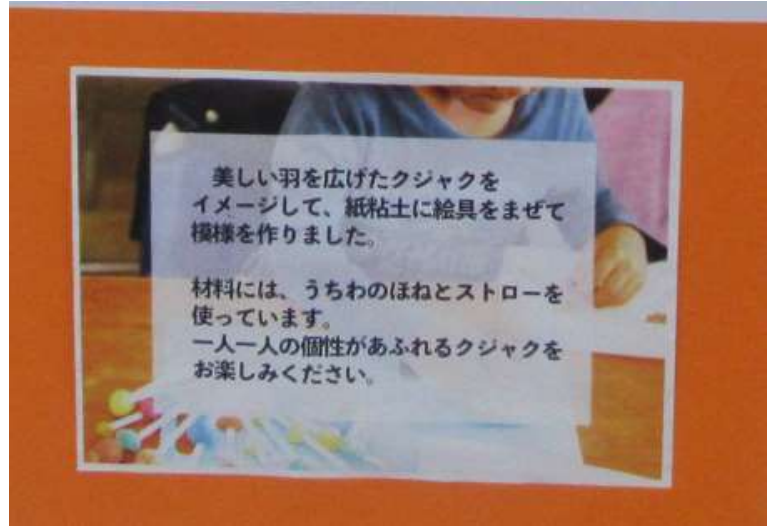 美しい羽を広げたクジャクを
イメージして、紙粘土に絵具をまぜて
模様を作りました。
材料には、うちわのほねとストローを
使っています。
一人一人の個性があふれるクジャクを
お楽しみください。